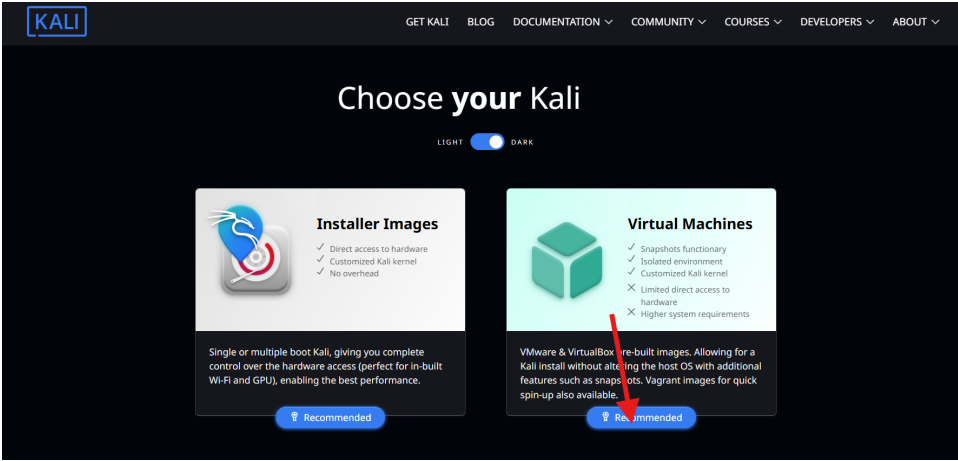 KALI
GET KALI BLOG DOCUMENTATION COMMUNITY COURSES DEVELOPERS ABOUT
Choose your Kali
LIGHT DARK
Installer Images
Direct access to hardware
Customized Kali kernel
No overhead
Single or multiple boot Kali, giving you complete
control over the hardware access (perfect for in-built
Wi-Fi and GPU), enabling the best performance.
Recommended
Virtual Machines
Snapshots functionary
Isolated environment
Customized Kali kernel
Limited direct access to
hardware
Higher system requirements
VMware & VirtualBox pre-built images. Allowing for a
Kali install without altering the host OS with additional
features such as snapshots. Vagrant images for quick
spin-up also available.
Recommended